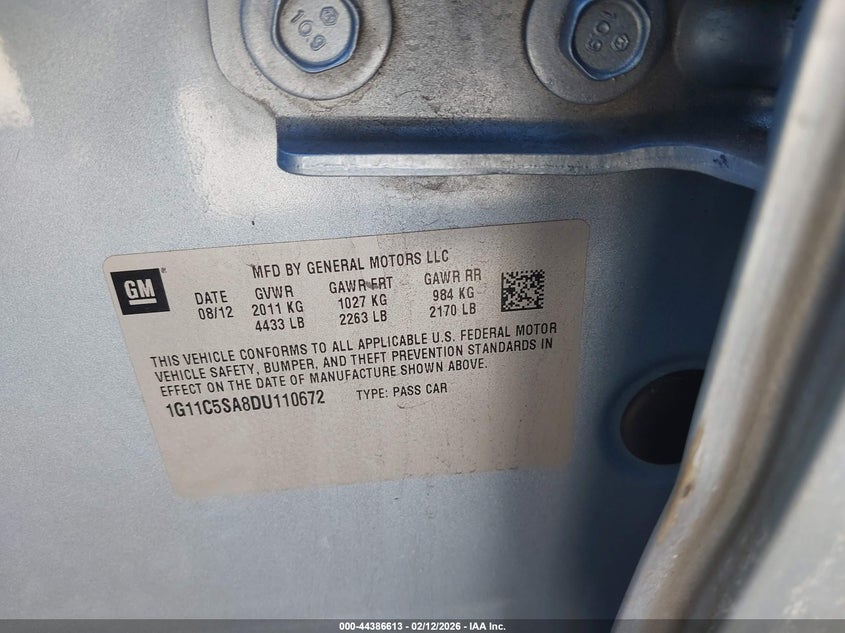 10.9
10.9
MFD BY GENERAL MOTORS LLC
GM
DATE GVWR GAWR FRT GAWR RR
08/12 2011 KG 1027 KG 984 KG
4433 LB 2263 LB 2170 LB
THIS VEHICLE CONFORMS TO ALL APPLICABLE U.S. FEDERAL MOTOR
VEHICLE SAFETY, BUMPER, AND THEFT PREVENTION STANDARDS IN
EFFECT ON THE DATE OF MANUFACTURE SHOWN ABOVE.
1G11C5SA8DU110672 TYPE: PASS CAR
000-44386613 - 02/12/2026 - IAA Inc.